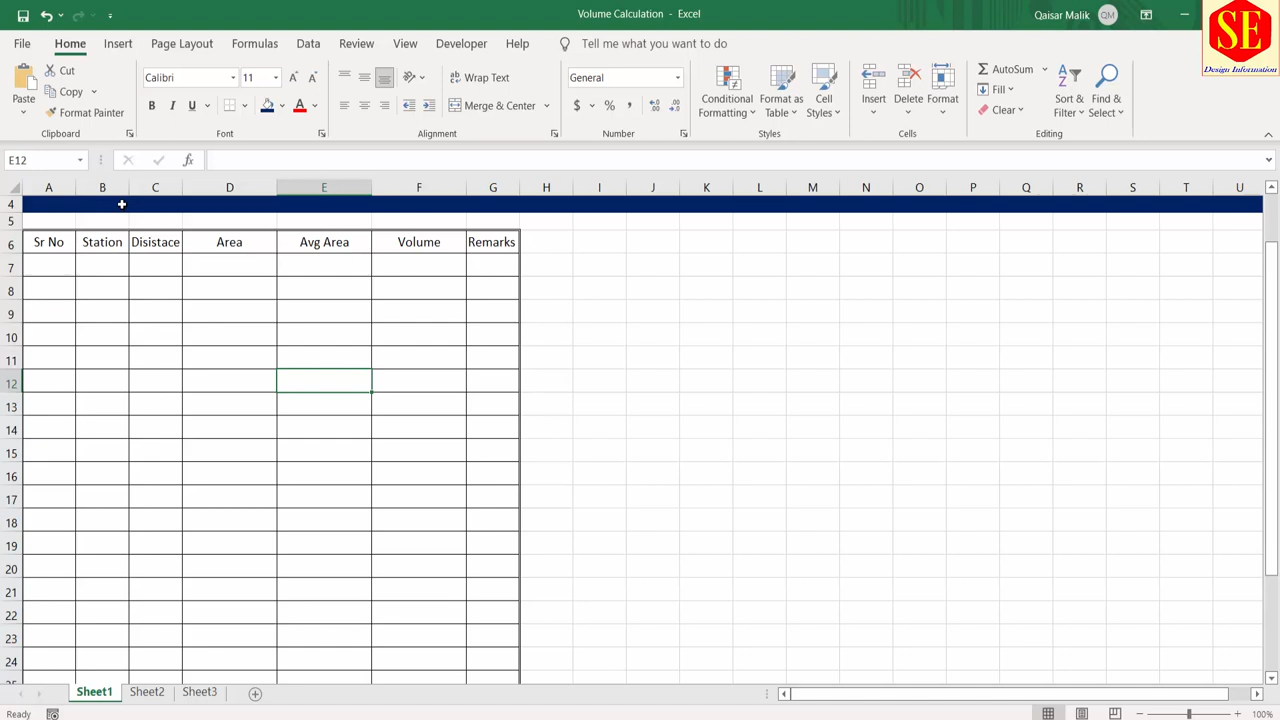 Volume Calculation - Excel
Qaisar Malik QM
SE
Design Information
File Home Insert Page Layout Formulas Data Review View Developer Help Tell me what you want to do
Paste Cut Copy Format Painter
Calibri 11 A A B I U A
ab Wrap Text Merge & Center
General $ % , .00
Conditional Formatting Format as Table Cell Styles
Insert Delete Format
AutoSum Fill Clear Sort & Filter Find & Select
Clipboard Font Alignment Number Styles Cells Editing
E12 fx
A B C D E F G H I J K L M N O P Q R S T U
4
5
6 Sr No Station Disistace Area Avg Area Volume Remarks
7
8
9
10
11
12
13
14
15
16
17
18
19
20
21
22
23
24
Sheet1 Sheet2 Sheet3
Ready 100%